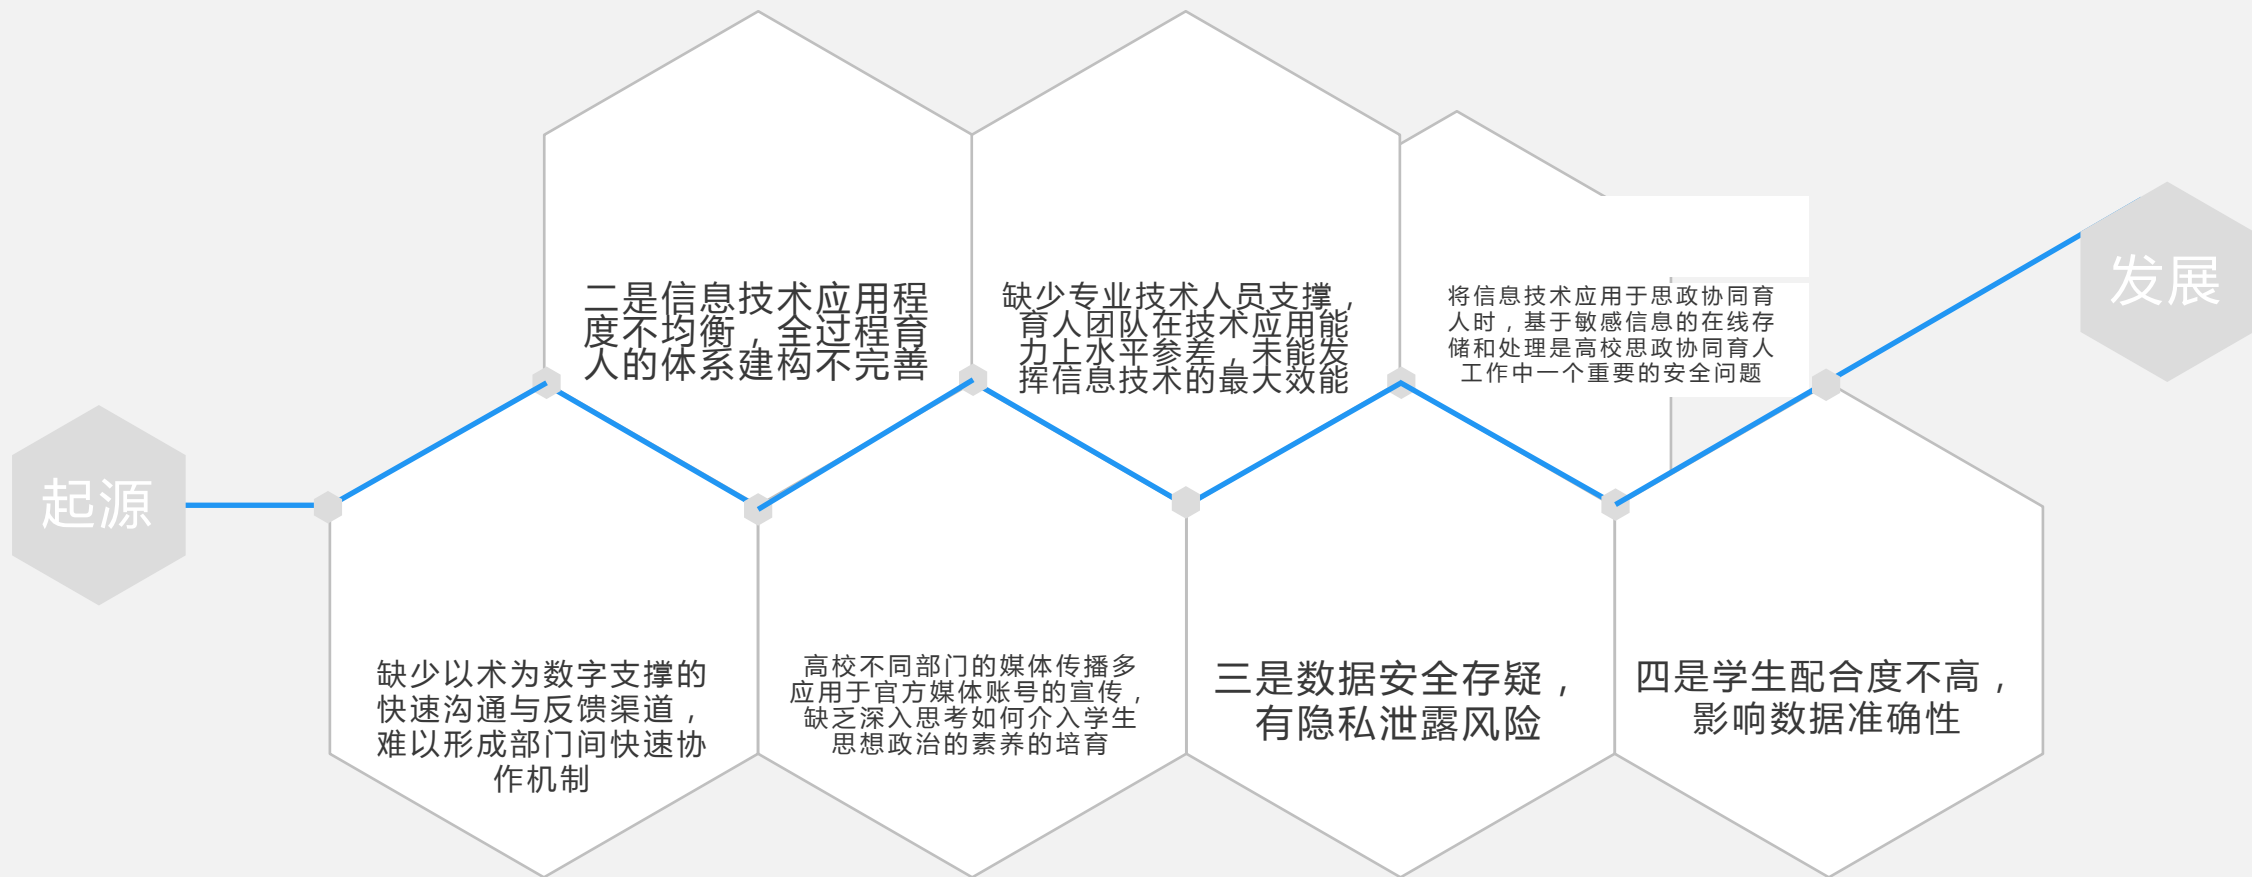 起源
缺少以术为数字支撑的
快速沟通与反馈渠道，
难以形成部门间快速协
作机制
二是信息技术应用程
度不均衡，全过程育
人的体系建构不完善
高校不同部门的媒体传播多
应用于官方媒体账号的宣传，
缺乏深入思考如何介入学生
思想政治的素养的培育
缺少专业技术人员支撑，
育人团队在技术应用能
力上水平参差，未能发
挥信息技术的最大效能
三是数据安全存疑，
有隐私泄露风险
将信息技术应用于思政协同育
人时，基于敏感信息的在线存
储和处理是高校思政协同育人
工作中一个重要的安全问题
四是学生配合度不高，
影响数据准确性
发展